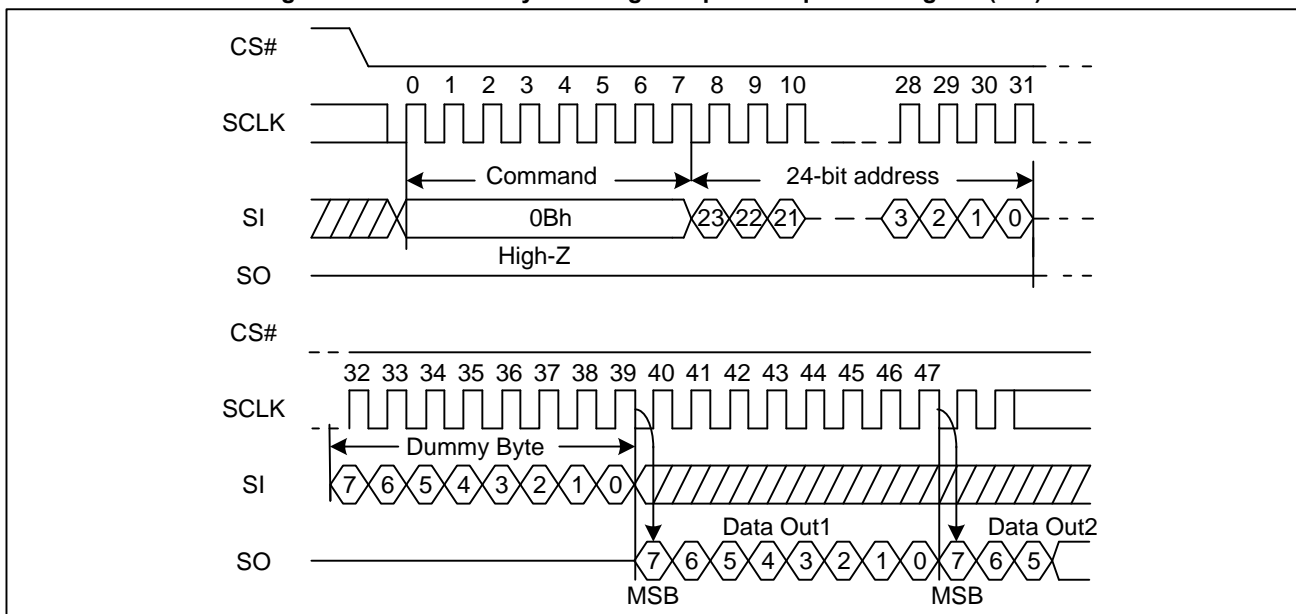 CS#
0 1 2 3 4 5 6 7 8 9 10 28 29 30 31
SCLK
Command 24-bit address
SI 0Bh 23 22 21 3 2 1 0
High-Z
SO
CS#
32 33 34 35 36 37 38 39 40 41 42 43 44 45 46 47
SCLK
Dummy Byte
SI 7 6 5 4 3 2 1 0
Data Out1 Data Out2
SO 7 6 5 4 3 2 1 0 7 6 5
MSB MSB